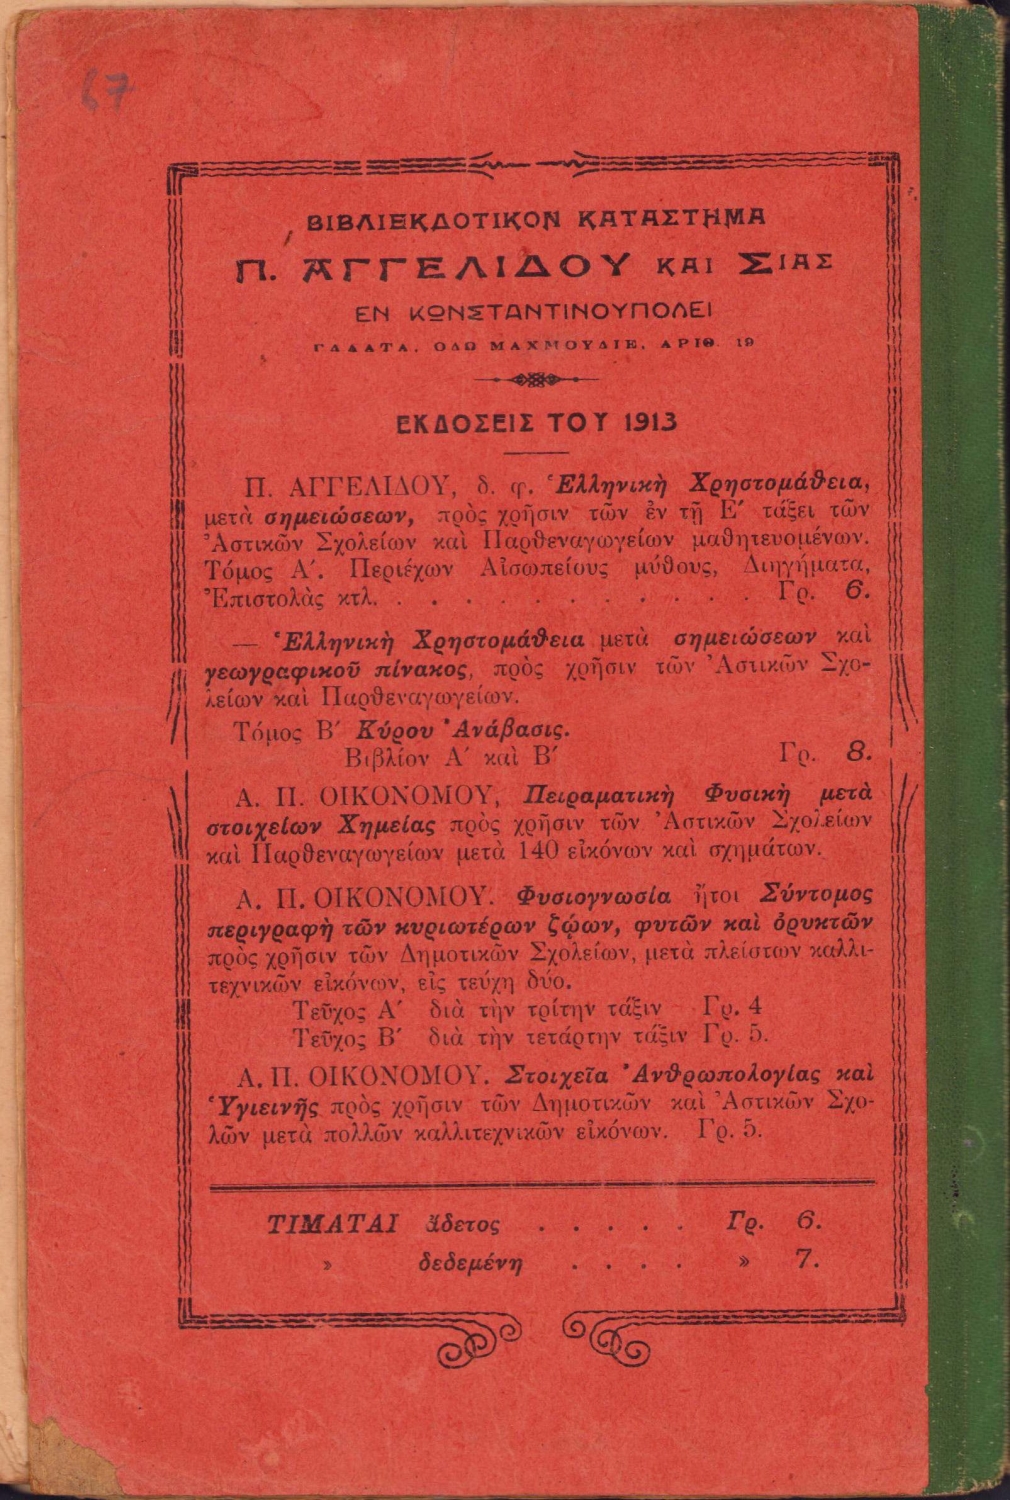 67
ΒΙΒΛΙΕΚΔΟΤΙΚΟΝ ΚΑΤΑΣΤΗΜΑ
Π. ΑΓΓΕΛΙΔΟΥ ΚΑΙ ΣΙΑΣ
ΕΝ ΚΩΝΣΤΑΝΤΙΝΟΥΠΟΛΕΙ
ΓΑΛΑΤΑ, ΟΔΩ ΜΑΧΜΟΥΔΙΕ, ΑΡΙΘ. 19
ΕΚΔΟΣΕΙΣ ΤΟΥ 1913
Π. ΑΓΓΕΛΙΔΟΥ, δ. φ. Ἑλληνικὴ Χρηστομάθεια,
μετὰ σημειώσεων, πρὸς χρῆσιν τῶν ἐν τῇ Ε΄ τάξει τῶν
Ἀστικῶν Σχολείων καὶ Παρθεναγωγείων μαθητευομένων.
Τόμος Α΄. Περιέχων Αἰσωπείους μύθους, Διηγήματα,
Ἐπιστολὰς κτλ. . . . . . . . . . . . Γρ. 6.
— Ἑλληνικὴ Χρηστομάθεια μετὰ σημειώσεων καὶ
γεωγραφικοῦ πίνακος, πρὸς χρῆσιν τῶν Ἀστικῶν Σχο-
λείων καὶ Παρθεναγωγείων.
Τόμος Β΄ Κύρου Ἀνάβασις.
Βιβλίον Α΄ καὶ Β΄ Γρ. 8.
Α. Π. ΟΙΚΟΝΟΜΟΥ, Πειραματικὴ Φυσικὴ μετὰ
στοιχείων Χημείας πρὸς χρῆσιν τῶν Ἀστικῶν Σχολείων
καὶ Παρθεναγωγείων μετὰ 140 εἰκόνων καὶ σχημάτων.
Α. Π. ΟΙΚΟΝΟΜΟΥ. Φυσιογνωσία ἤτοι Σύντομος
περιγραφὴ τῶν κυριωτέρων ζῴων, φυτῶν καὶ ὀρυκτῶν
πρὸς χρῆσιν τῶν Δημοτικῶν Σχολείων, μετὰ πλείστων καλλι-
τεχνικῶν εἰκόνων, εἰς τεύχη δύο.
Τεῦχος Α΄ διὰ τὴν τρίτην τάξιν Γρ. 4
Τεῦχος Β΄ διὰ τὴν τετάρτην τάξιν Γρ. 5.
Α. Π. ΟΙΚΟΝΟΜΟΥ. Στοιχεῖα Ἀνθρωπολογίας καὶ
Ὑγιεινῆς πρὸς χρῆσιν τῶν Δημοτικῶν καὶ Ἀστικῶν Σχο-
λῶν μετὰ πολλῶν καλλιτεχνικῶν εἰκόνων. Γρ. 5.
ΤΙΜΑΤΑΙ ἄδετος . . . . . Γρ. 6.
» δεδεμένη . . . . » 7.